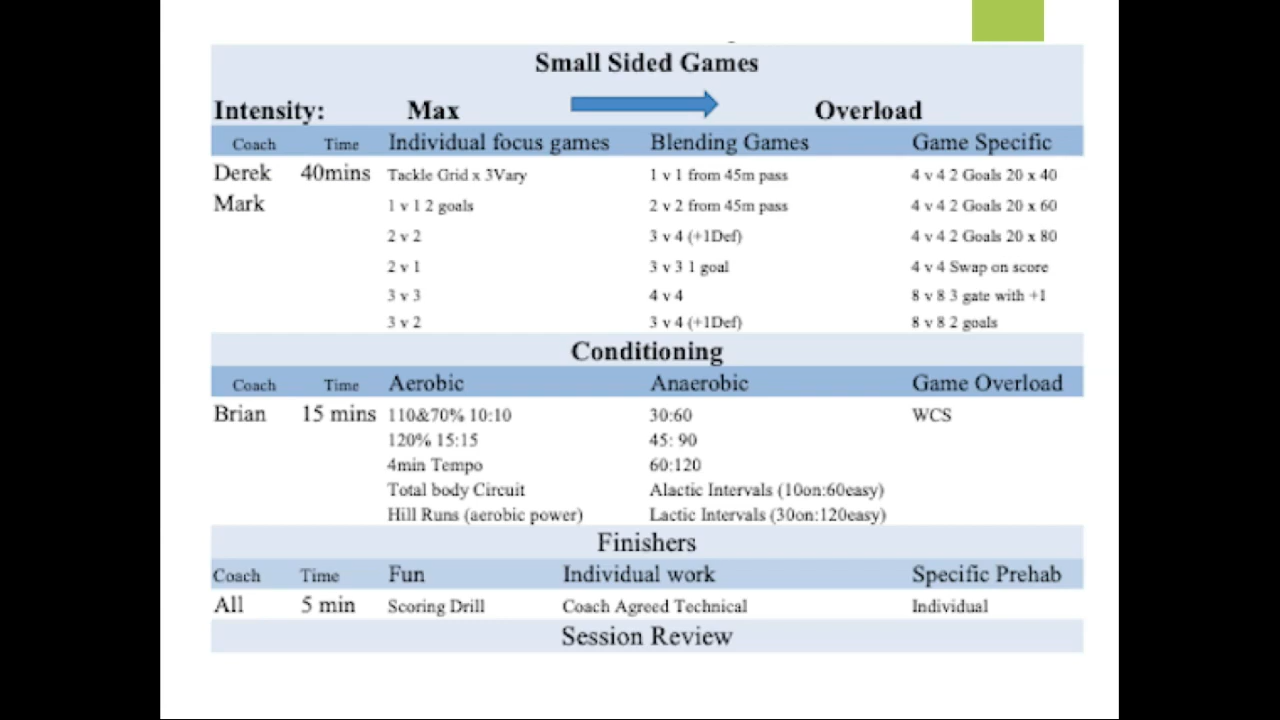 Small Sided Games
Intensity: Max Overload
Coach Time Individual focus games Blending Games Game Specific
Derek 40mins Tackle Grid x 3Vary 1 v 1 from 45m pass 4 v 4 2 Goals 20 x 40
Mark 1 v 1 2 goals 2 v 2 from 45m pass 4 v 4 2 Goals 20 x 60
2 v 2 3 v 4 (+1Def) 4 v 4 2 Goals 20 x 80
2 v 1 3 v 3 1 goal 4 v 4 Swap on score
3 v 3 4 v 4 8 v 8 3 gate with +1
3 v 2 3 v 4 (+1Def) 8 v 8 2 goals
Conditioning
Coach Time Aerobic Anaerobic Game Overload
Brian 15 mins 110&70% 10:10 30:60 WCS
120% 15:15 45: 90
4min Tempo 60:120
Total body Circuit Alactic Intervals (10on:60easy)
Hill Runs (aerobic power) Lactic Intervals (30on:120easy)
Finishers
Coach Time Fun Individual work Specific Prehab
All 5 min Scoring Drill Coach Agreed Technical Individual
Session Review